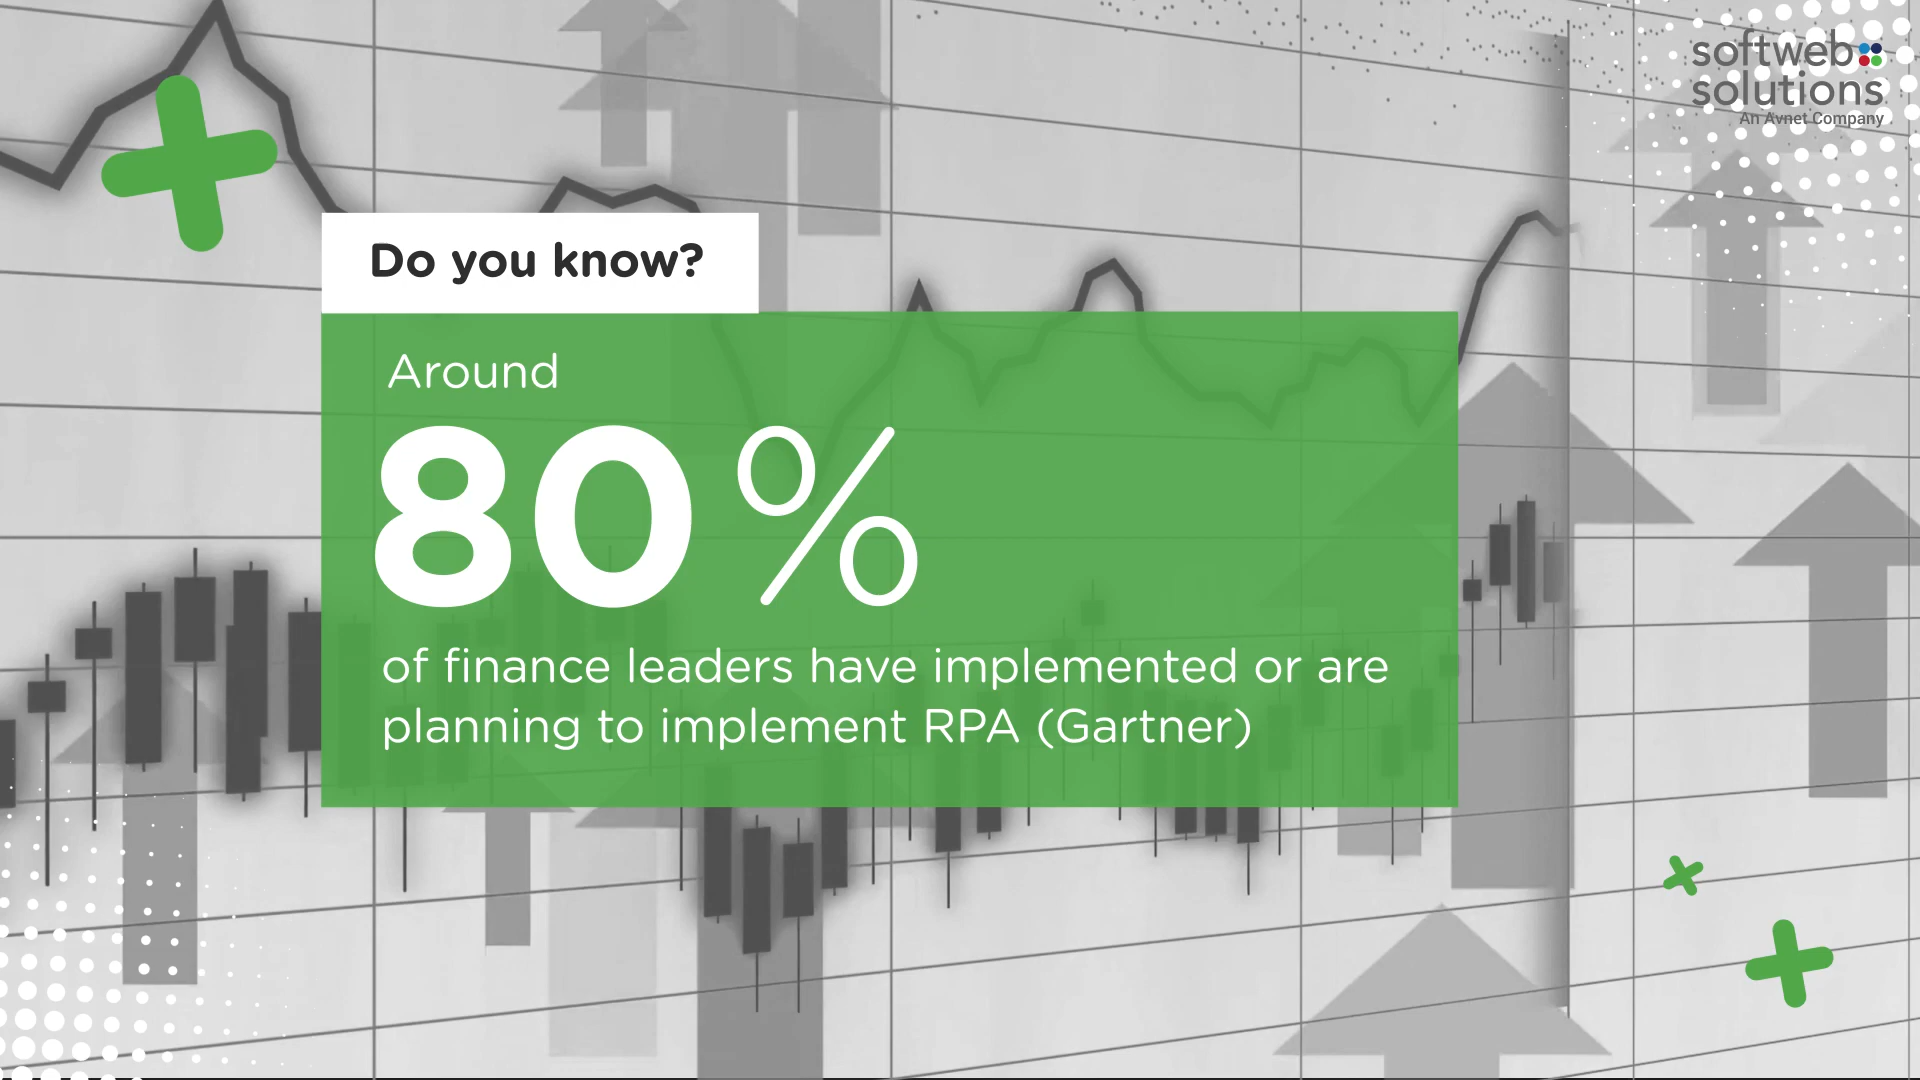 softweb
solutions
An Avnet Company
Do you know?
Around
80%
of finance leaders have implemented or are
planning to implement RPA (Gartner)